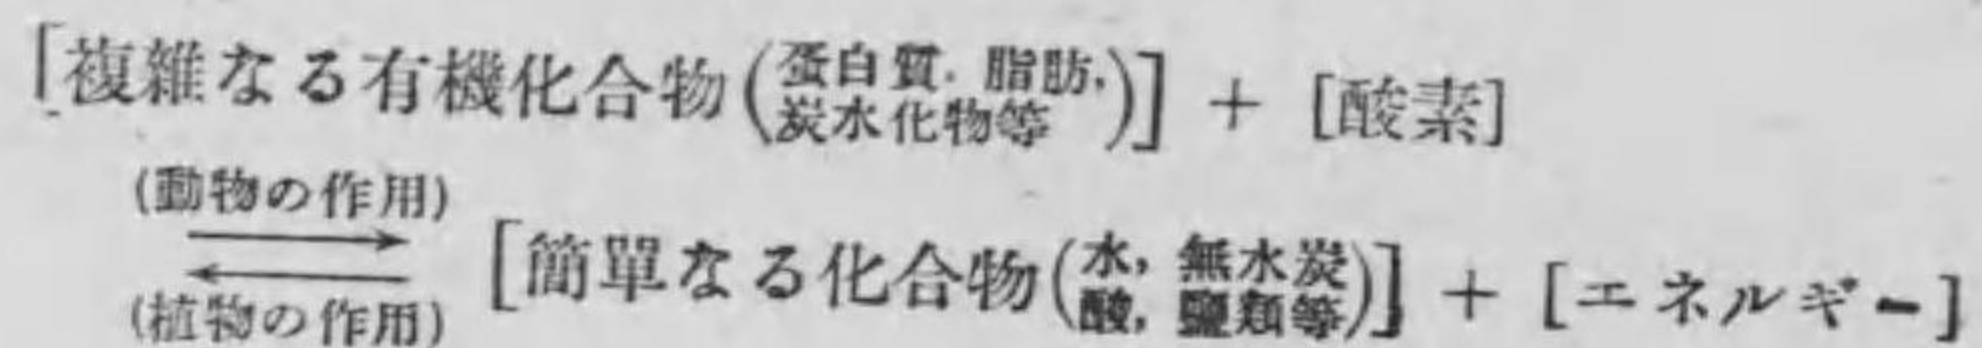 [複雜なる有機化合物(蛋白質. 脂肪, 炭水化物等)] + [酸素]
(動物の作用)
⇄ [簡單なる化合物(水, 無水炭酸, 鹽類等)] + [エネルギー]
(植物の作用)